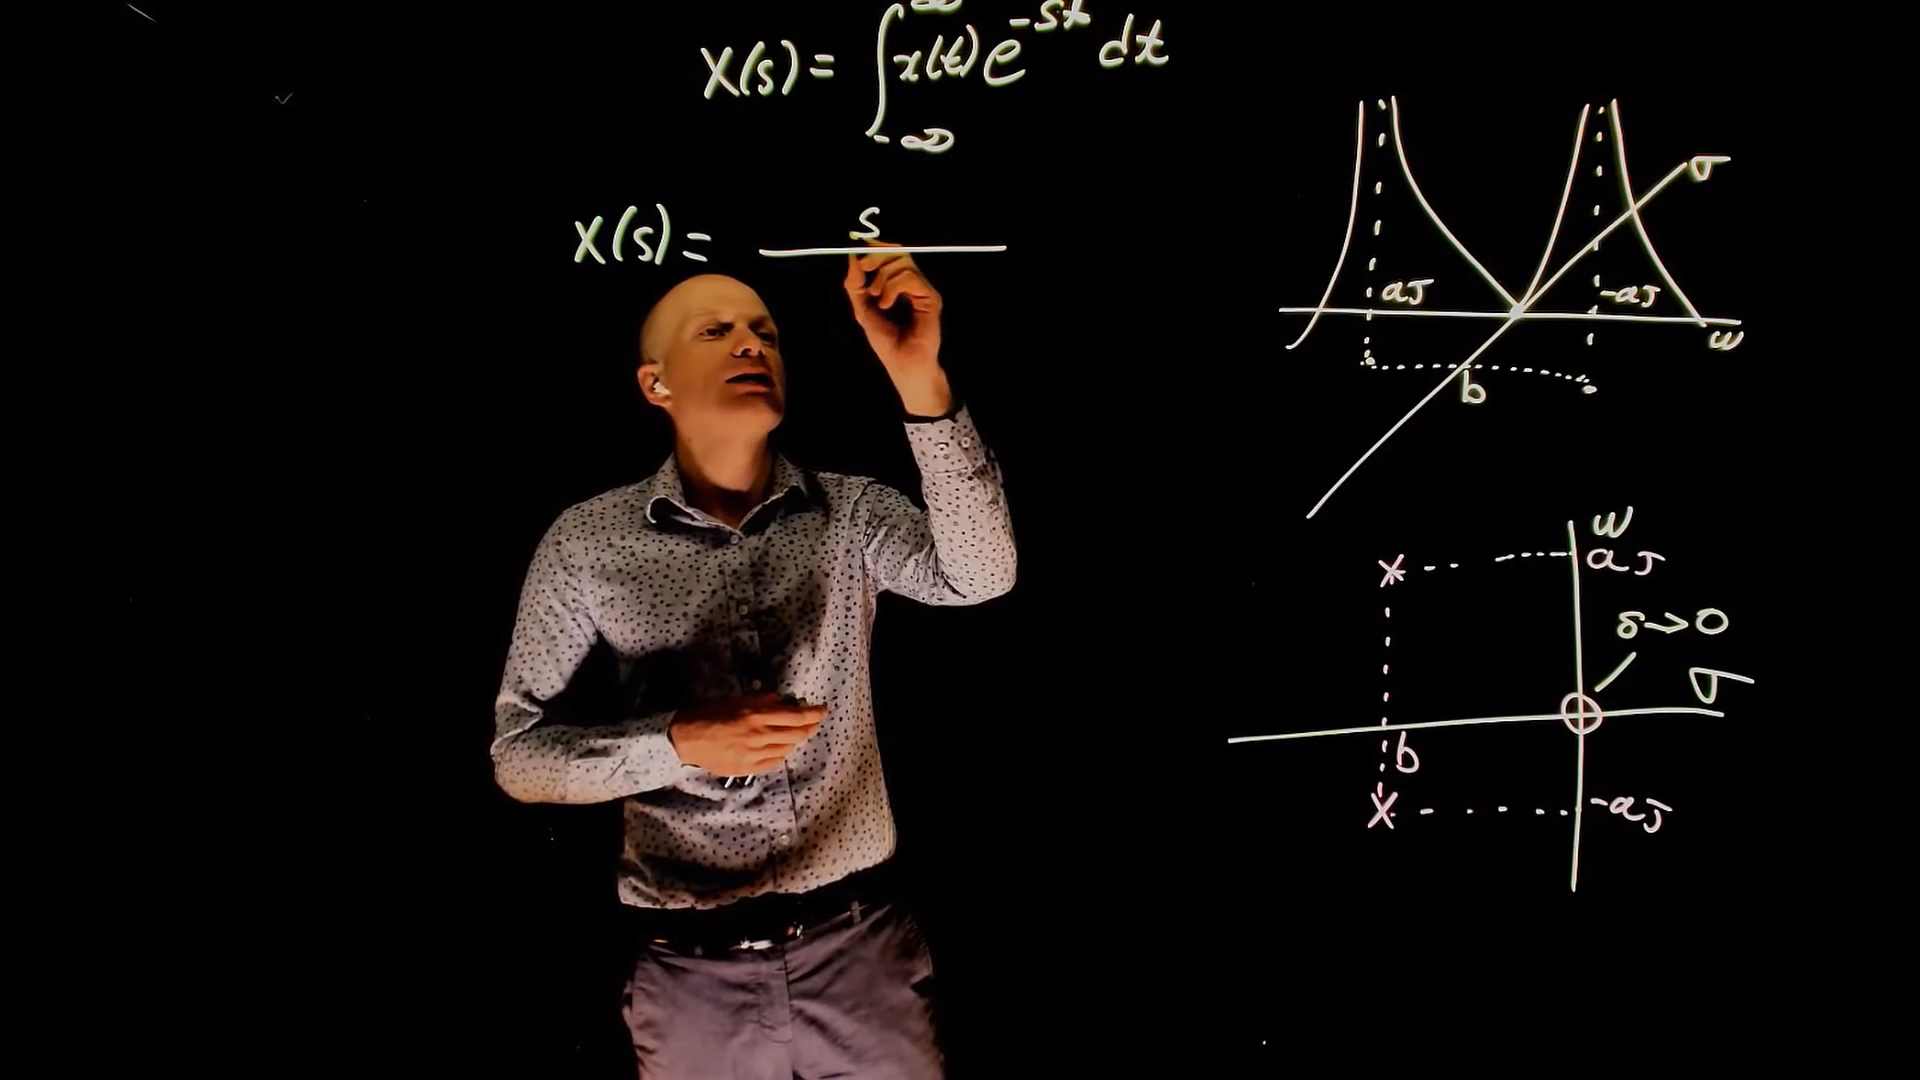 X(s) = ∫_{-∞}^{∞} x(t) e^{-st} dt
X(s) = s
σ
aJ
-aJ
ω
b
ω
aJ
δ→0
σ
b
-aJ